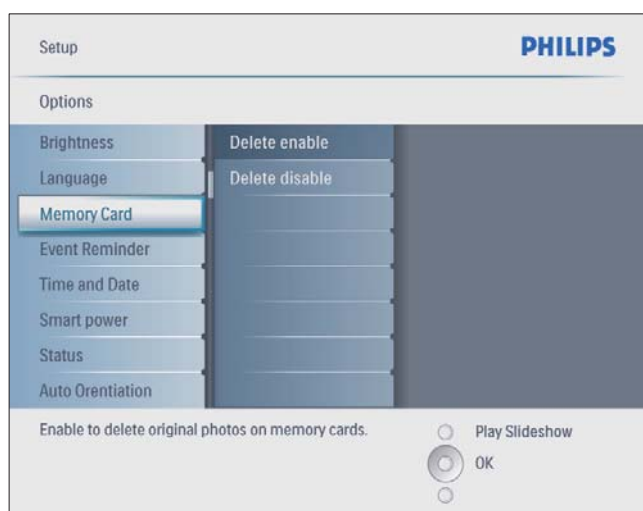 Setup
PHILIPS
Options
Brightness
Delete enable
Language
Delete disable
Memory Card
Event Reminder
Time and Date
Smart power
Status
Auto Orentiation
Enable to delete original photos on memory cards.
Play Slideshow
OK